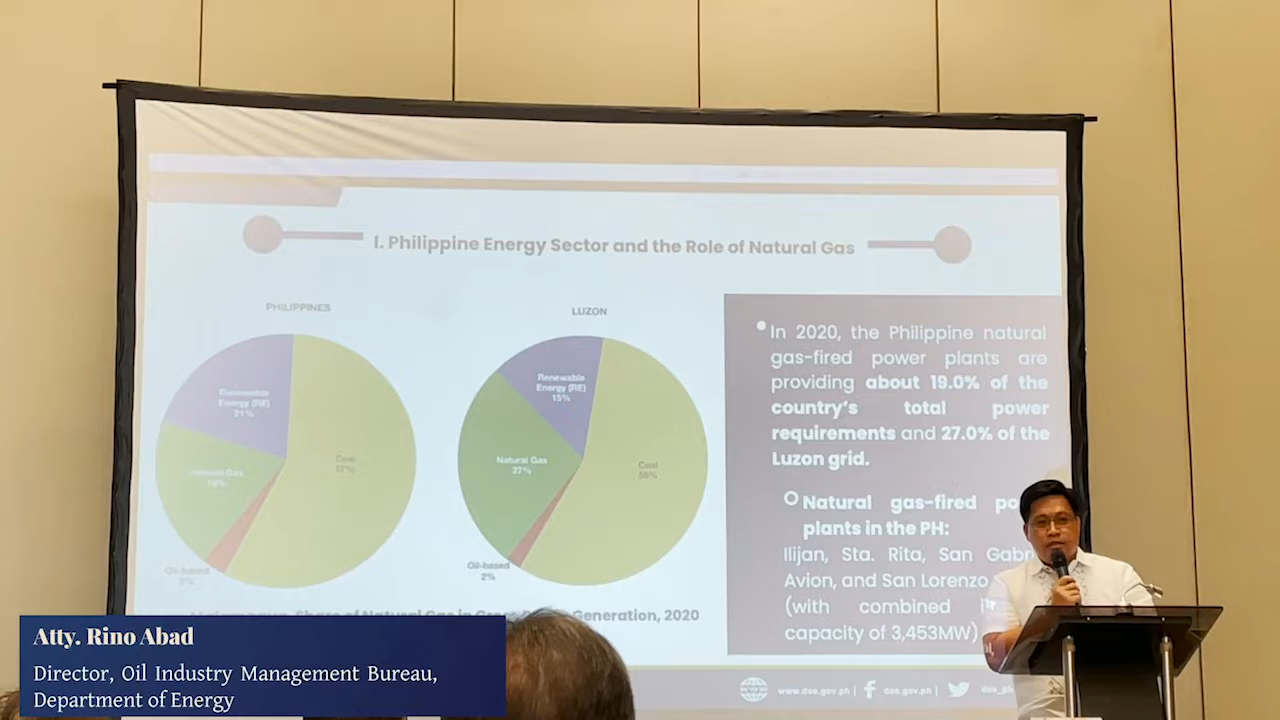 I. Philippine Energy Sector and the Role of Natural Gas
PHILIPPINES
Renewable
Energy (RE)
21%
Coal
57%
Natural Gas
19%
Oil-based
LUZON
Renewable
Energy (RE)
15%
Natural Gas
27%
Coal
Oil-based
2%
Share of Natural Gas in Generation, 2020
In 2020, the Philippine natural
gas-fired power plants are
providing about 19.0% of the
country's total power
requirements and 27.0% of the
Luzon grid.
Natural gas-fired
plants in the PH:
Ilijan, Sta. Rita, San
Avion, and San Lorenzo
(with combined
capacity of 3,453MW)
www.doe.gov.ph |
doe.gov.ph |
Atty. Rino Abad
Director, Oil Industry Management Bureau,
Department of Energy